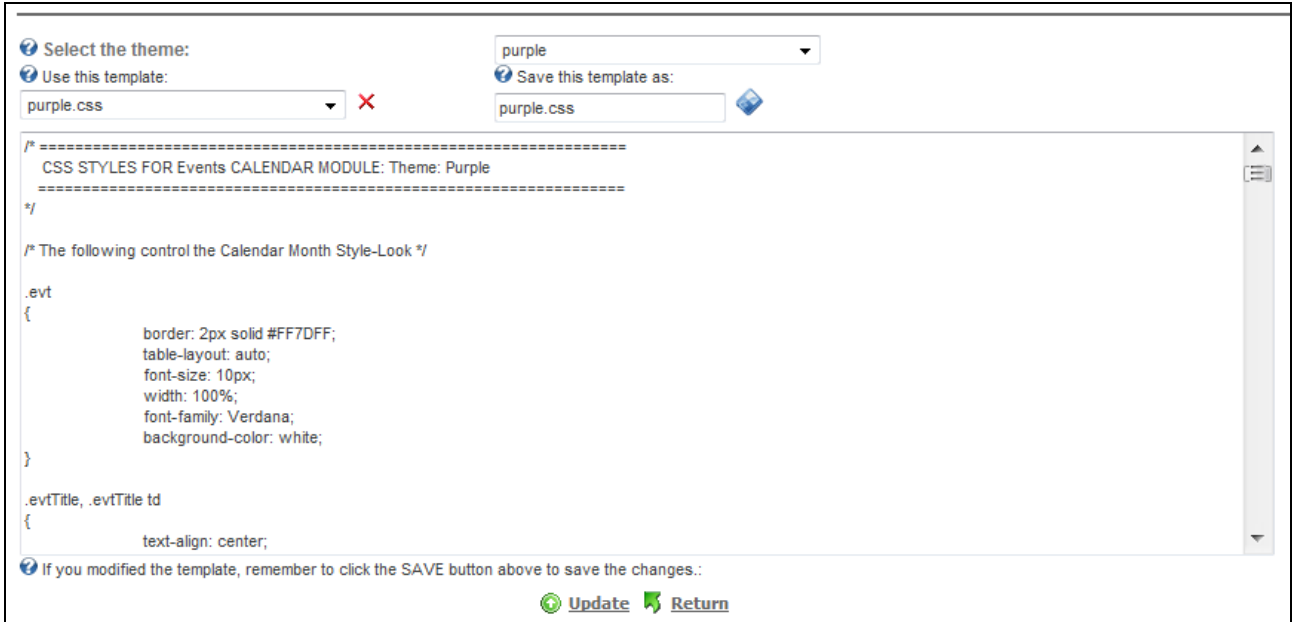 Select the theme: purple
Use this template: Save this template as:
purple.css purple.css
/* =================================================================
CSS STYLES FOR Events CALENDAR MODULE: Theme: Purple
=================================================================
*/
/* The following control the Calendar Month Style-Look */
.evt
{
border: 2px solid #FF7DFF;
table-layout: auto;
font-size: 10px;
width: 100%;
font-family: Verdana;
background-color: white;
}
.evtTitle, .evtTitle td
{
text-align: center;
If you modified the template, remember to click the SAVE button above to save the changes.:
Update Return